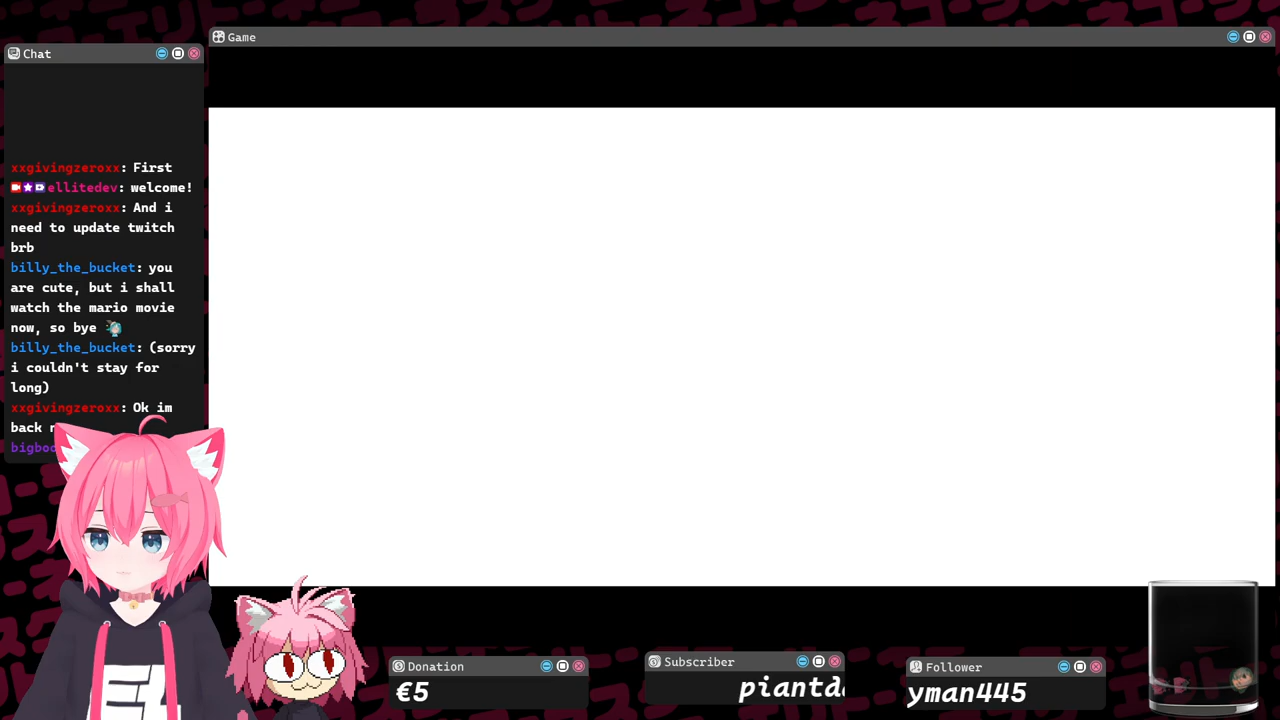 Game
Chat
xxgivingzeroxx: First
ellitedev: welcome!
xxgivingzeroxx: And i
need to update twitch
brb
billy_the_bucket: you
are cute, but i shall
watch the mario movie
now, so bye
billy_the_bucket: (sorry
i couldn't stay for
long)
xxgivingzeroxx: Ok im
back
Donation
€5
Subscriber
Follower
yman445